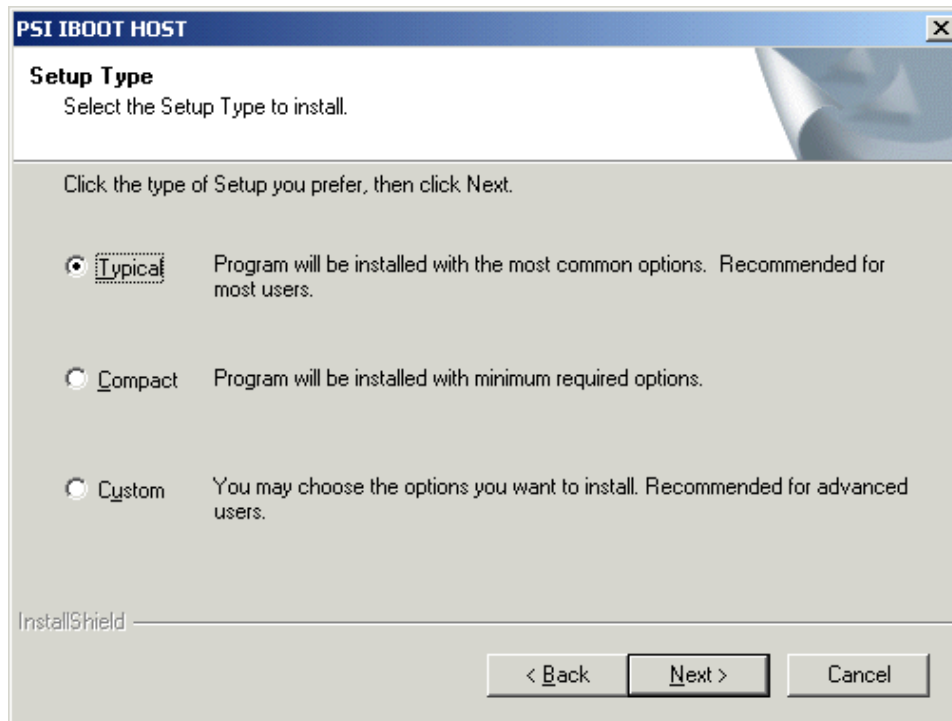 PSI IBOOT HOST
Setup Type
Select the Setup Type to install.
Click the type of Setup you prefer, then click Next.
Typical
Program will be installed with the most common options.  Recommended for
most users.
Compact
Program will be installed with minimum required options.
Custom
You may choose the options you want to install. Recommended for advanced
users.
InstallShield
< Back
Next >
Cancel